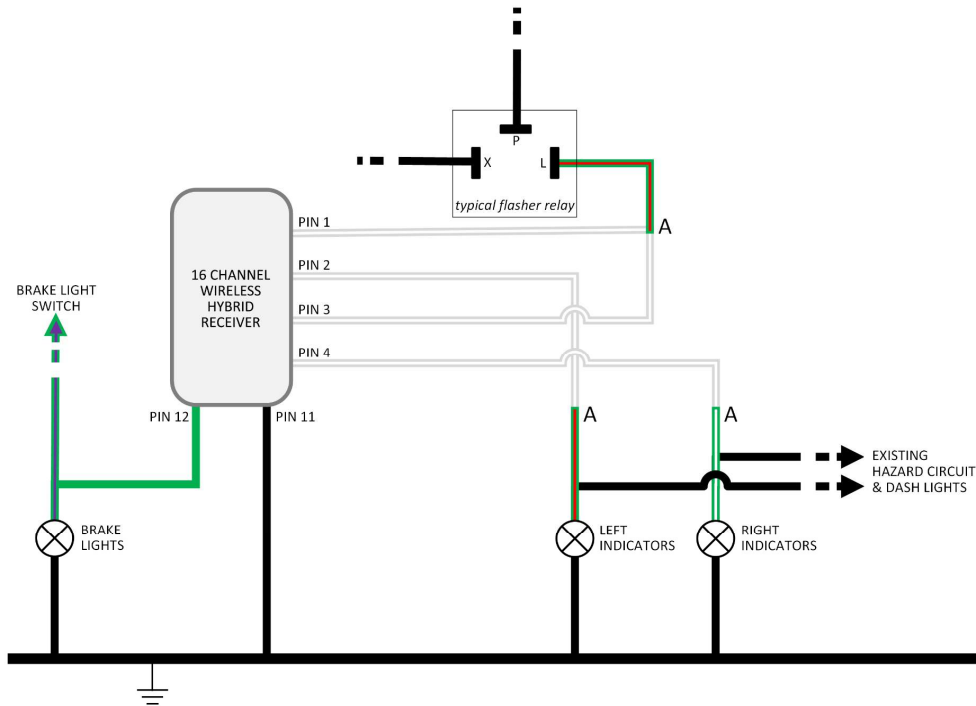 P
X
L
typical flasher relay
PIN 1
A
PIN 2
16 CHANNEL
WIRELESS
HYBRID
RECEIVER
BRAKE LIGHT
SWITCH
PIN 3
PIN 4
PIN 12
PIN 11
A
A
EXISTING
HAZARD CIRCUIT
& DASH LIGHTS
BRAKE
LIGHTS
LEFT
INDICATORS
RIGHT
INDICATORS